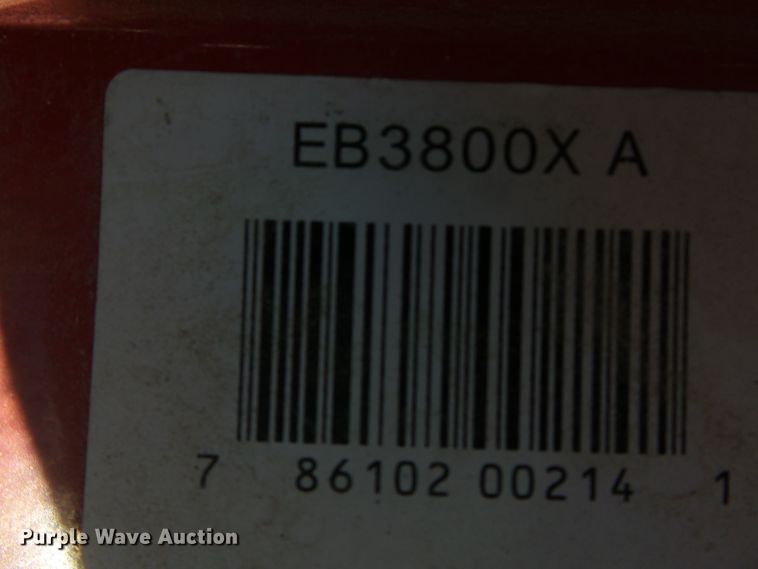 EB3800X A
7 86102 00214 1
Purple Wave Auction